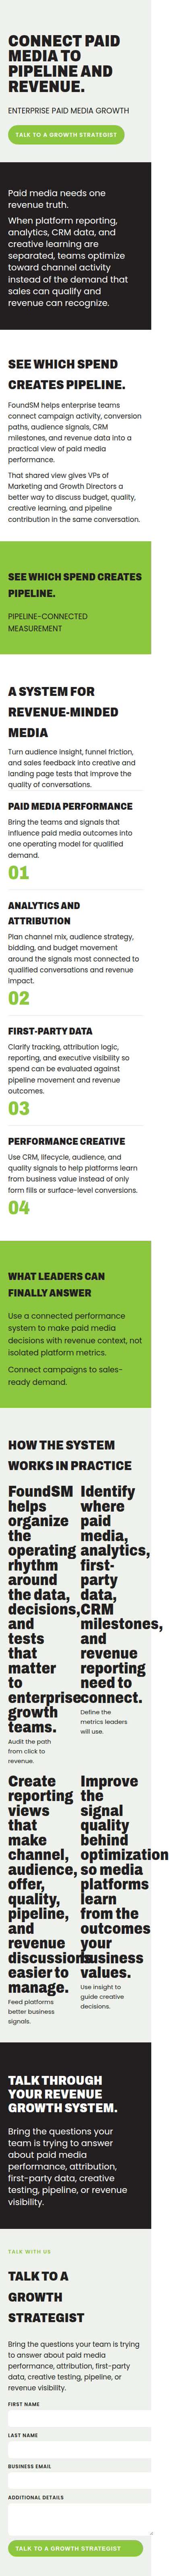 CONNECT PAID
MEDIA TO
PIPELINE AND
REVENUE.
ENTERPRISE PAID MEDIA GROWTH
TALK TO A GROWTH STRATEGIST
Paid media needs one
revenue truth.
When platform reporting,
analytics, CRM data, and
creative learning are
separated, teams optimize
toward channel activity
instead of the demand that
sales can qualify and
revenue can recognize.
SEE WHICH SPEND
CREATES PIPELINE.
FoundSM helps enterprise teams
connect campaign activity, conversion
paths, audience signals, CRM
milestones, and revenue data into a
practical view of paid media
performance.
That shared view gives VPs of
Marketing and Growth Directors a
better way to discuss budget, quality,
creative learning, and pipeline
contribution in the same conversation.
SEE WHICH SPEND CREATES
PIPELINE.
PIPELINE-CONNECTED
MEASUREMENT
A SYSTEM FOR
REVENUE-MINDED
MEDIA
Turn audience insight, funnel friction,
and sales feedback into creative and
landing page tests that improve the
quality of conversations.
PAID MEDIA PERFORMANCE
Bring the teams and signals that
influence paid media outcomes into
one operating model for qualified
demand.
01
ANALYTICS AND
ATTRIBUTION
Plan channel mix, audience strategy,
bidding, and budget movement
around the signals most connected to
qualified conversations and revenue
impact.
02
FIRST-PARTY DATA
Clarify tracking, attribution logic,
reporting, and executive visibility so
spend can be evaluated against
pipeline movement and revenue
outcomes.
03
PERFORMANCE CREATIVE
Use CRM, lifecycle, audience, and
quality signals to help platforms learn
from business value instead of only
form fills or surface-level conversions.
04
WHAT LEADERS CAN
FINALLY ANSWER
Use a connected performance
system to make paid media
decisions with revenue context, not
isolated platform metrics.
Connect campaigns to sales-
ready demand.
HOW THE SYSTEM
WORKS IN PRACTICE
FoundSM
helps
organize
the
operating
rhythm
around
the data,
decisions,
and
tests
that
matter
to
enterprise
growth
teams.
Audit the path
from click to
revenue.
Identify
where
paid
media,
analytics,
first-
party
data,
CRM
milestones,
and
revenue
reporting
need to
connect.
Define the
metrics leaders
will use.
Create
reporting
views
that
make
channel,
audience,
offer,
quality,
pipeline,
and
revenue
discussions
easier to
manage.
Feed platforms
better business
signals.
Improve
the
signal
quality
behind
optimization
so media
platforms
learn
from the
outcomes
your
business
values.
Use insight to
guide creative
decisions.
TALK THROUGH
YOUR REVENUE
GROWTH SYSTEM.
Bring the questions your
team is trying to answer
about paid media
performance, attribution,
first-party data, creative
testing, pipeline, or revenue
visibility.
TALK WITH US
TALK TO A
GROWTH
STRATEGIST
Bring the questions your team is trying
to answer about paid media
performance, attribution, first-party
data, creative testing, pipeline, or
revenue visibility.
FIRST NAME
LAST NAME
BUSINESS EMAIL
ADDITIONAL DETAILS
TALK TO A GROWTH STRATEGIST